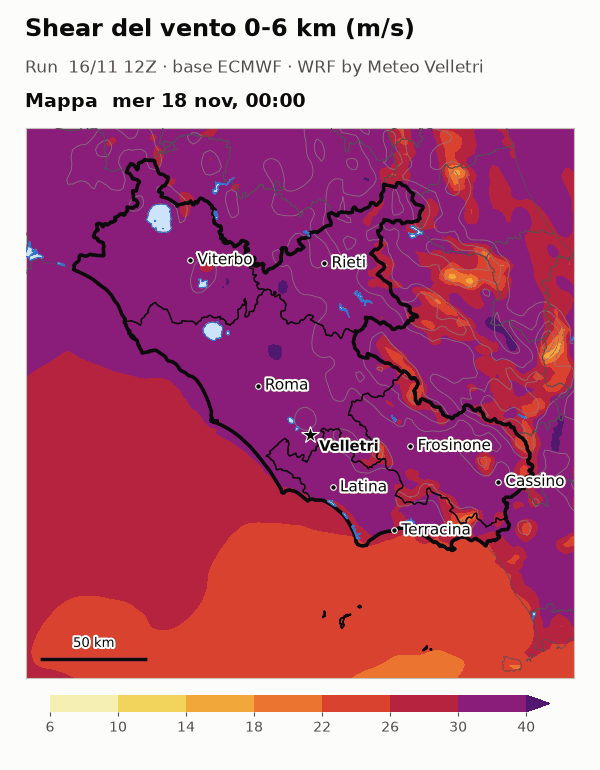 Shear del vento 0-6 km (m/s)
Run  16/11 12Z · base ECMWF · WRF by Meteo Velletri
Mappa  mer 18 nov, 00:00
Viterbo
Rieti
Roma
Velletri
Frosinone
Latina
Cassino
Terracina
50 km
6 10 14 18 22 26 30 40